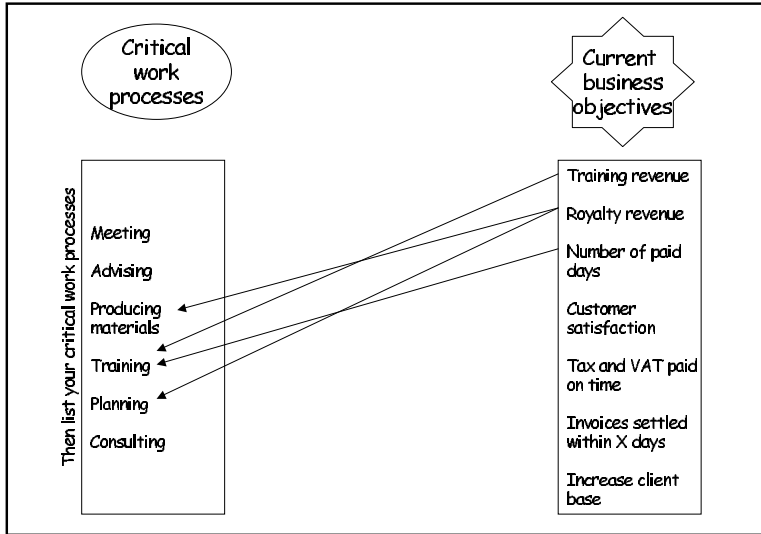 Critical
work
processes
Current
business
objectives
Then list your critical work processes
Meeting
Advising
Producing
materials
Training
Planning
Consulting
Training revenue
Royalty revenue
Number of paid
days
Customer
satisfaction
Tax and VAT paid
on time
Invoices settled
within X days
Increase client
base